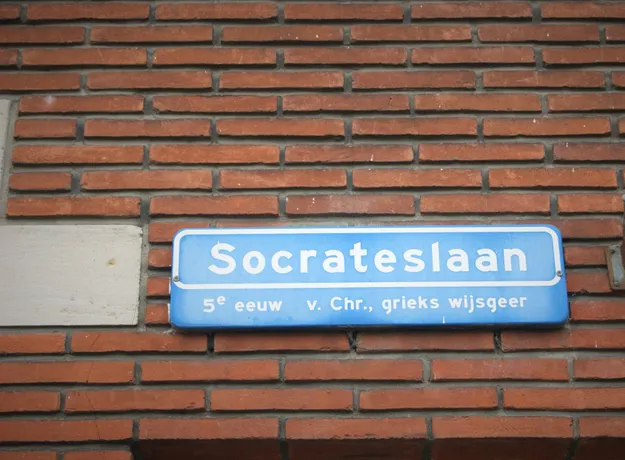 Socrateslaan
5e eeuw v. Chr., grieks wijsgeer